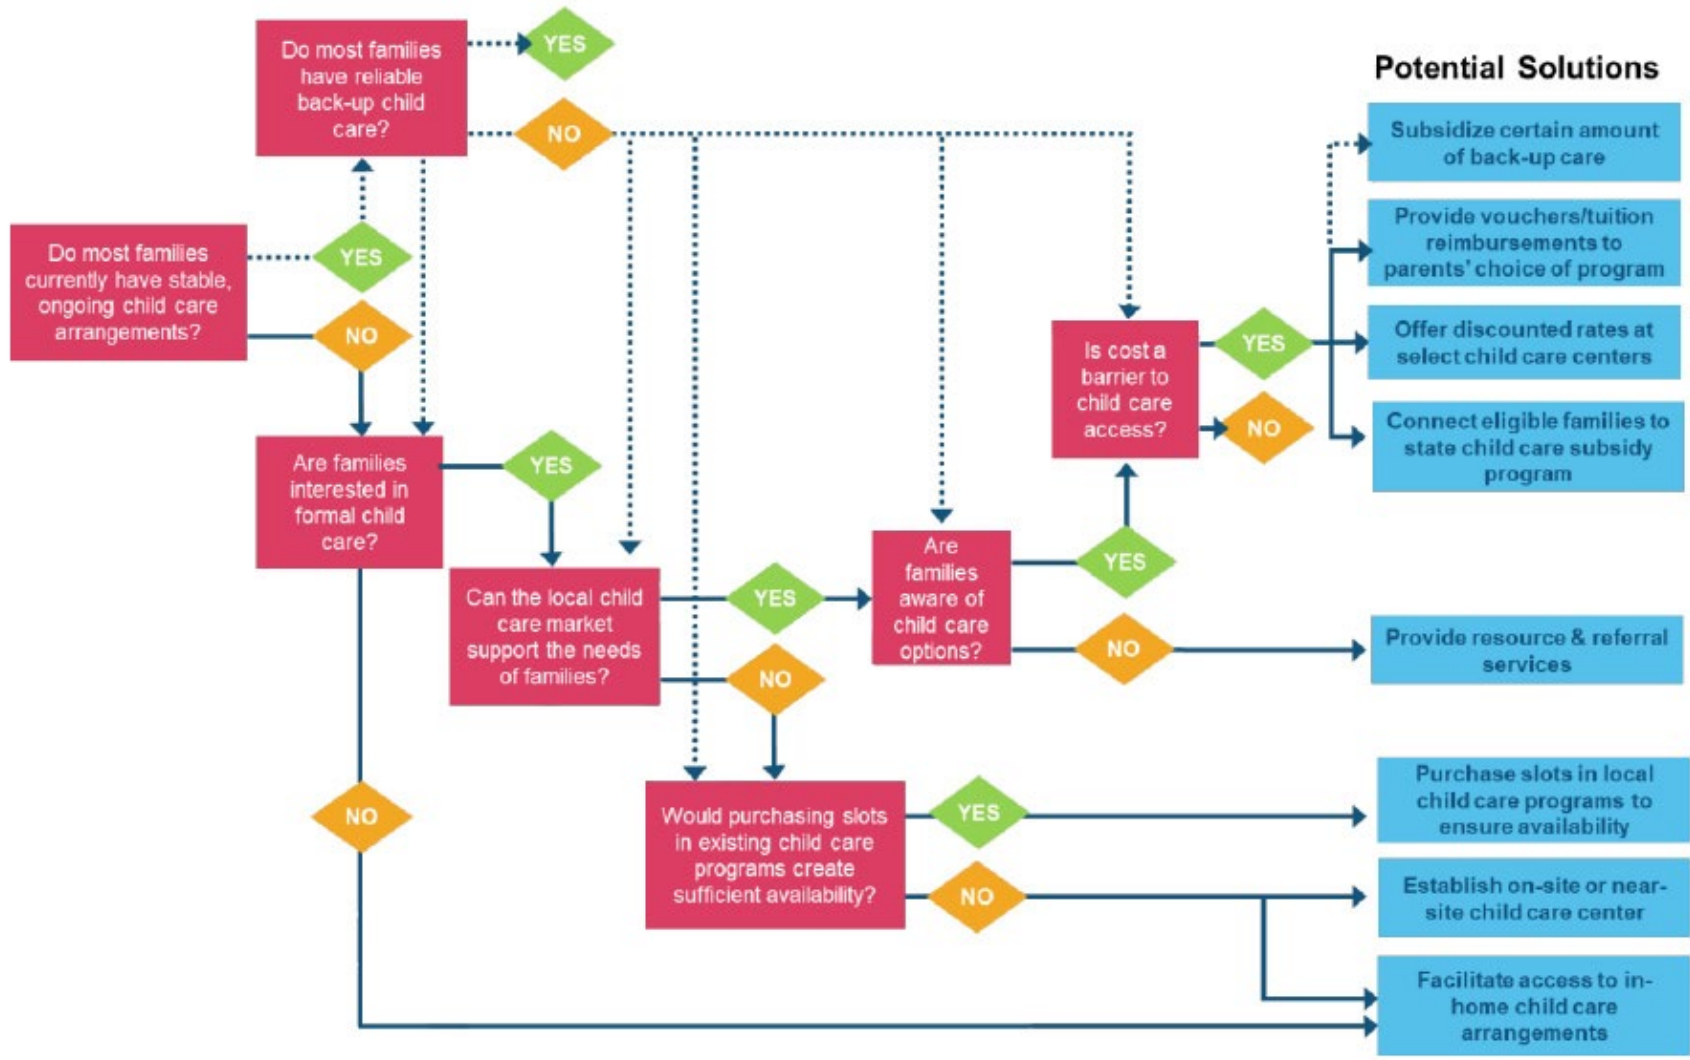 Do most families
have reliable
back-up child
care?
YES
NO
Potential Solutions
Subsidize certain amount
of back-up care
Provide vouchers/tuition
reimbursements to
parents' choice of program
Offer discounted rates at
select child care centers
Connect eligible families to
state child care subsidy
program
Do most families
currently have stable,
ongoing child care
arrangements?
YES
NO
Is cost a
barrier to
child care
access?
YES
NO
Are families
interested in
formal child
care?
YES
NO
Can the local child
care market
support the needs
of families?
YES
NO
Are
families
aware of
child care
options?
YES
NO
Provide resource & referral
services
Would purchasing slots
in existing child care
programs create
sufficient availability?
YES
NO
Purchase slots in local
child care programs to
ensure availability
Establish on-site or near-
site child care center
Facilitate access to in-
home child care
arrangements